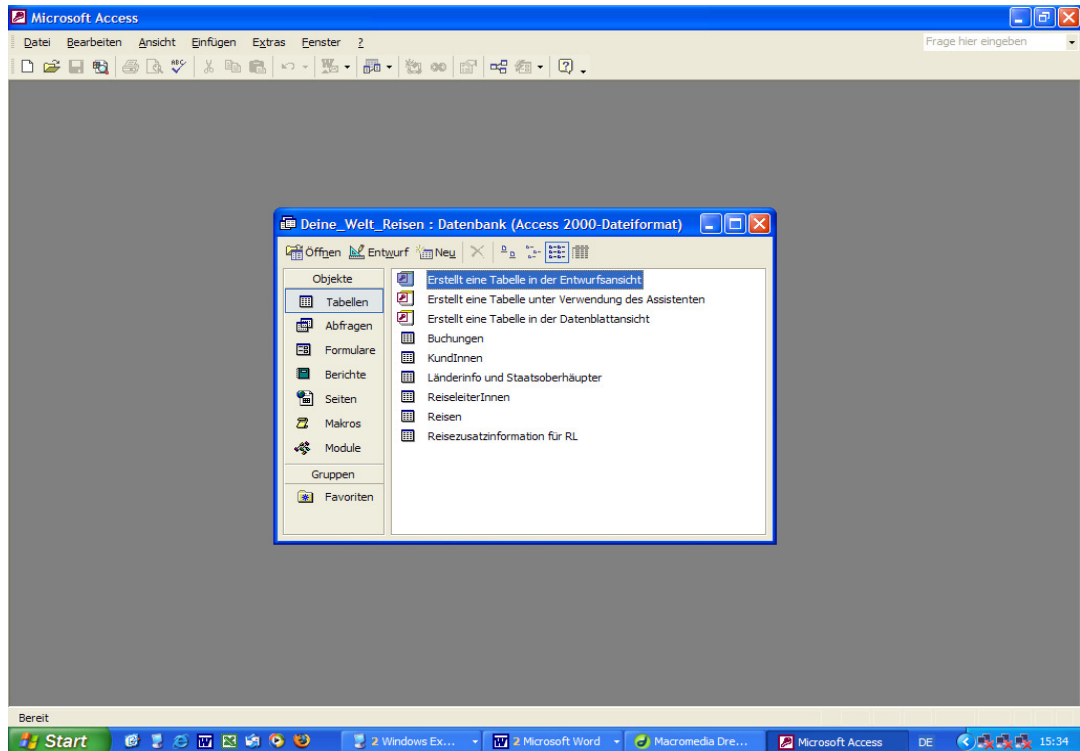 Microsoft Access
Datei Bearbeiten Ansicht Einfügen Extras Fenster ? Frage hier eingeben
Deine_Welt_Reisen : Datenbank (Access 2000-Dateiformat)
Öffnen Entwurf Neu
Objekte
Tabellen
Abfragen
Formulare
Berichte
Seiten
Makros
Module
Gruppen
Favoriten
Erstellt eine Tabelle in der Entwurfsansicht
Erstellt eine Tabelle unter Verwendung des Assistenten
Erstellt eine Tabelle in der Datenblattansicht
Buchungen
KundInnen
Länderinfo und Staatsoberhäupter
ReiseleiterInnen
Reisen
Reisezusatzinformation für RL
Bereit
Start 2 Windows Ex... 2 Microsoft Word Macromedia Dre... Microsoft Access DE 15:34